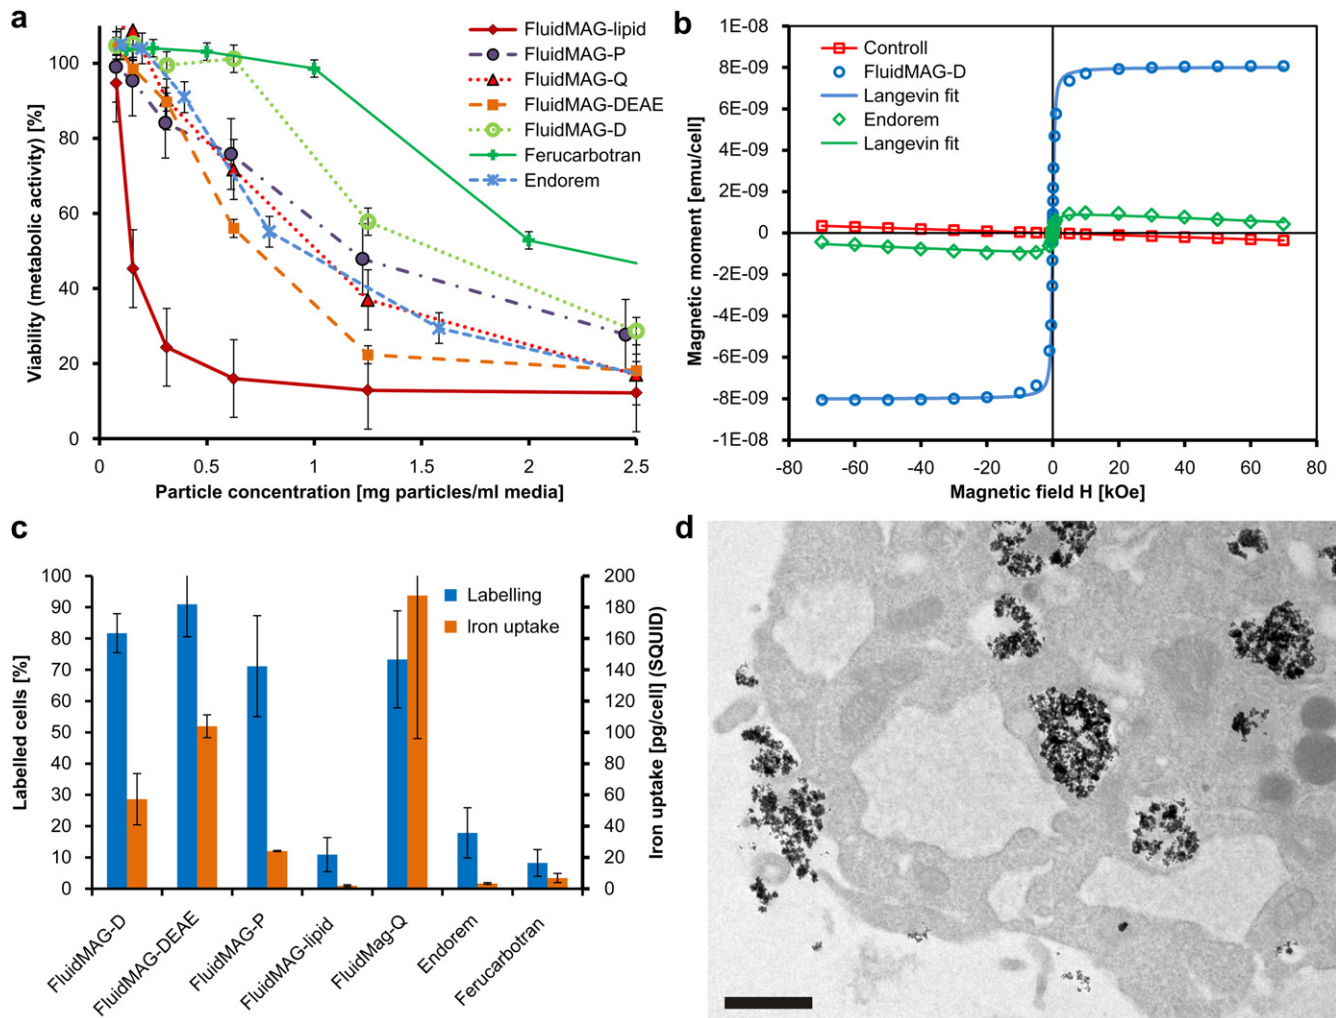 a
110
100
80
60
40
20
0
0
0.5
1
1.5
2
2.5
Viability (metabolic activity) [%]
Particle concentration [mg particles/ml media]
FluidMAG-lipid
FluidMAG-P
FluidMAG-Q
FluidMAG-DEAE
FluidMAG-D
Ferucarbotran
Endorem
b
1E-08
8E-09
6E-09
4E-09
2E-09
0
-2E-09
-4E-09
-6E-09
-8E-09
-1E-08
-80
-60
-40
-20
0
20
40
60
80
Magnetic moment [emu/cell]
Magnetic field H [kOe]
Controll
FluidMAG-D
Langevin fit
Endorem
Langevin fit
c
100
90
80
70
60
50
40
30
20
10
0
Labelled cells [%]
200
180
160
140
120
100
80
60
40
20
0
Iron uptake [pg/cell] (SQUID)
Labelling
Iron uptake
FluidMAG-D
FluidMAG-DEAE
FluidMAG-P
FluidMAG-lipid
FluidMag-Q
Endorem
Ferucarbotran
d